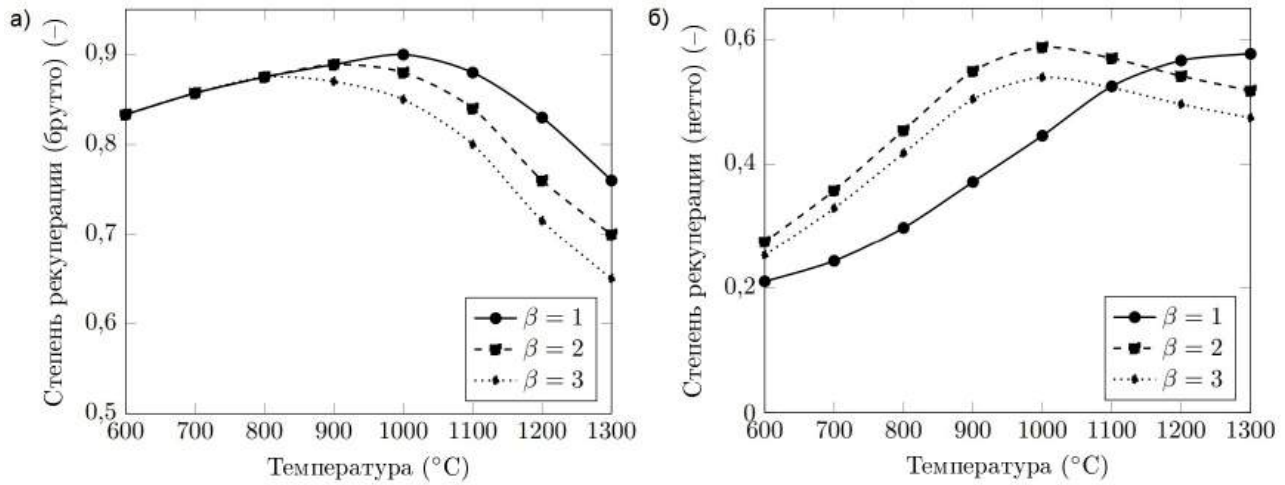 а)
Степень рекуперации (брутто) (–)
0,9
0,8
0,7
0,6
0,5
600 700 800 900 1000 1100 1200 1300
Температура (°C)
β = 1
β = 2
β = 3
б)
Степень рекуперации (нетто) (–)
0,6
0,4
0,2
0
600 700 800 900 1000 1100 1200 1300
Температура (°C)
β = 1
β = 2
β = 3